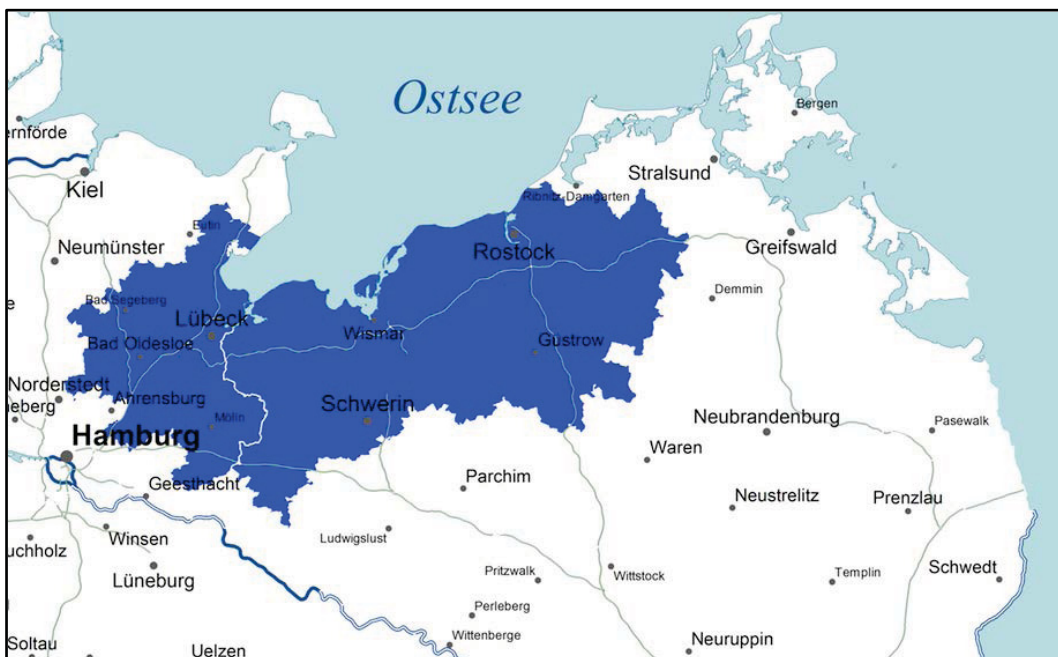 Ostsee
Bergen
ernförde
Stralsund
Kiel
Ribnitz-Damgarten
Eutin
Greifswald
Neumünster
Rostock
Demmin
Bad Segeberg
Lübeck
Wismar
Güstrow
Bad Oldesloe
Norderstedt
neberg
Ahrensburg
Schwerin
Mölln
Neubrandenburg
Pasewalk
Hamburg
Waren
Parchim
Geesthacht
Neustrelitz
Prenzlau
Winsen
Ludwigslust
uchholz
Lüneburg
Pritzwalk
Wittstock
Templin
Schwedt
Perleberg
Soltau
Uelzen
Wittenberge
Neuruppin